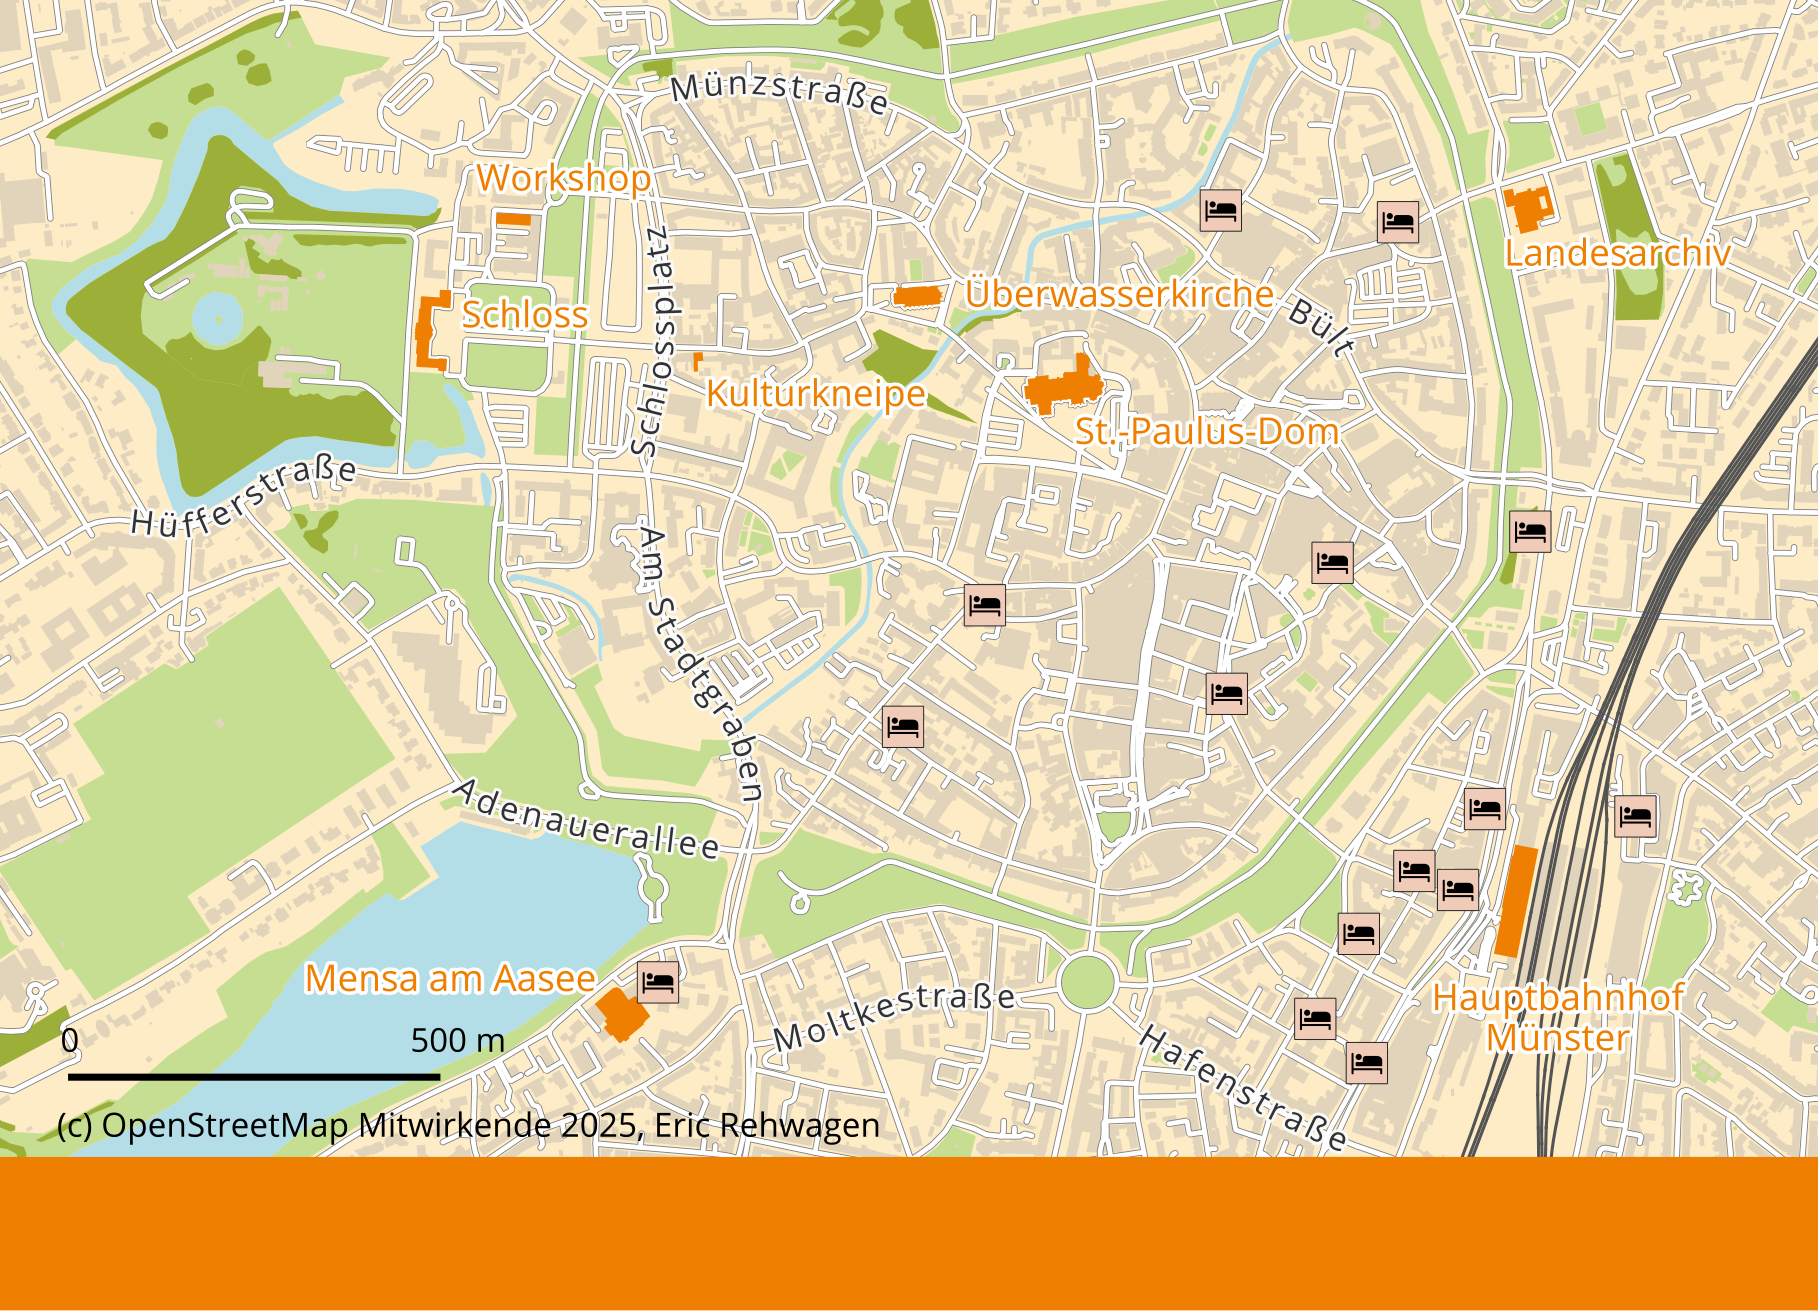 Münzstraße
Workshop
Landesarchiv
Schlossplatz
Überwasserkirche
Schloss
Bült
Kulturkneipe
St.-Paulus-Dom
Hüfferstraße
Am Stadtgraben
Adenauerallee
Mensa am Aasee
Moltkestraße
Hauptbahnhof
Münster
Hafenstraße
0 500 m
(c) OpenStreetMap Mitwirkende 2025, Eric Rehwagen